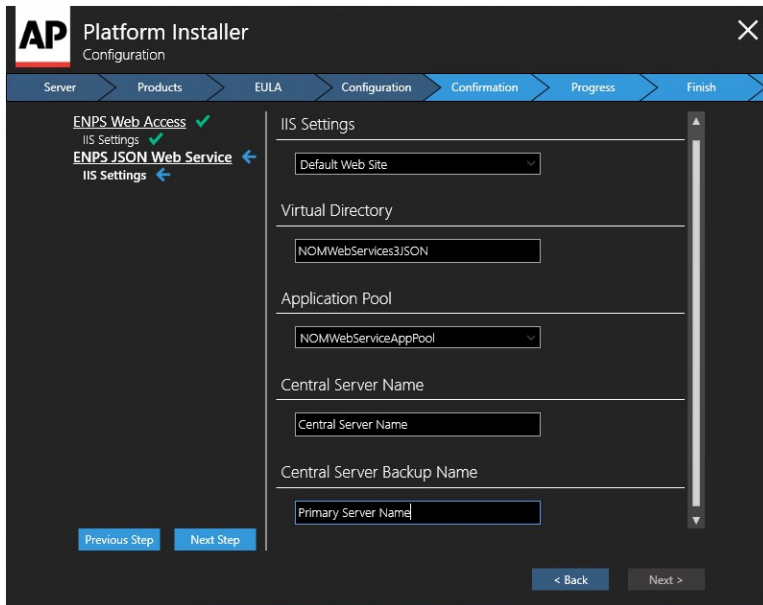 AP
Platform Installer
Configuration
Server
Products
EULA
Configuration
Confirmation
Progress
Finish
ENPS Web Access
IIS Settings
ENPS JSON Web Service
IIS Settings
Previous Step
Next Step
IIS Settings
Default Web Site
Virtual Directory
NOMWebServices3JSON
Application Pool
NOMWebServiceAppPool
Central Server Name
Central Server Name
Central Server Backup Name
Primary Server Name
< Back
Next >